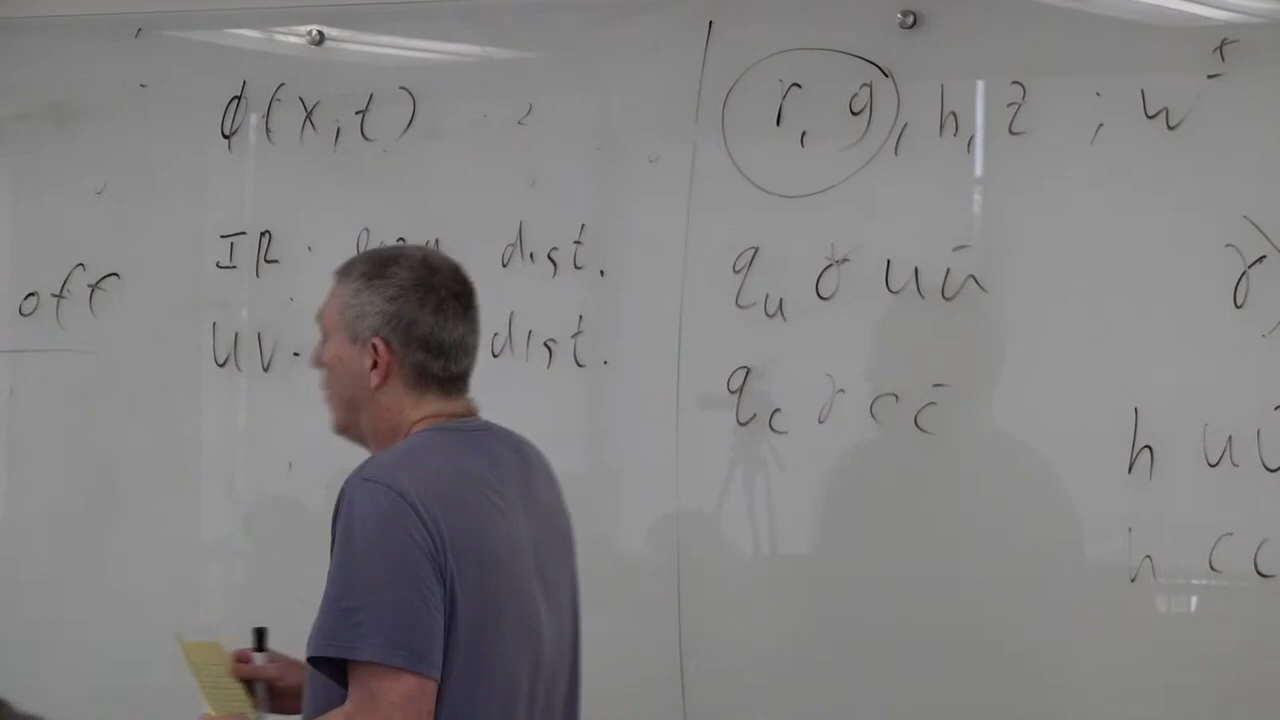 ϕ(x,t)
IR dist.
UV. dist.
off
γ, g, h, Z ; W±
q_u γ u ū
q_c γ c c̄
γ
h u ū
h c c